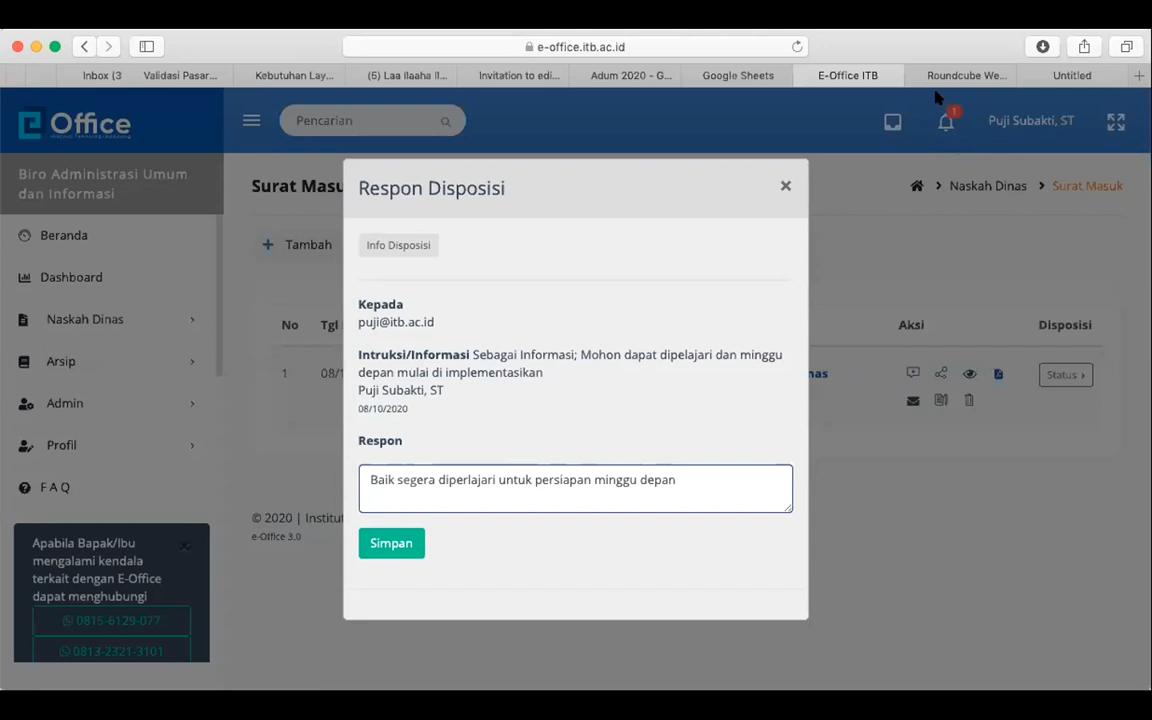 e-office.itb.ac.id
Inbox (3
Validasi Pasar...
Kebutuhan Lay...
(5) Laa ilaaha Il...
Invitation to edi...
Adum 2020 - G...
Google Sheets
E-Office ITB
Roundcube We...
Untitled
Office
Pencarian
1
Puji Subakti, ST
Biro Administrasi Umum
dan Informasi
Beranda
Dashboard
Naskah Dinas
Arsip
Admin
Profil
F A Q
Apabila Bapak/Ibu
mengalami kendala
terkait dengan E-Office
dapat menghubungi
0815-6129-077
0813-2321-3101
Surat Masu
Naskah Dinas
Surat Masuk
Tambah
No
Tgl
Aksi
Disposisi
1
08/1
nas
Status
© 2020 | Institu
e-Office 3.0
Respon Disposisi
×
Info Disposisi
Kepada
puji@itb.ac.id
Intruksi/Informasi Sebagai Informasi; Mohon dapat dipelajari dan minggu
depan mulai di implementasikan
Puji Subakti, ST
08/10/2020
Respon
Baik segera diperlajari untuk persiapan minggu depan
Simpan